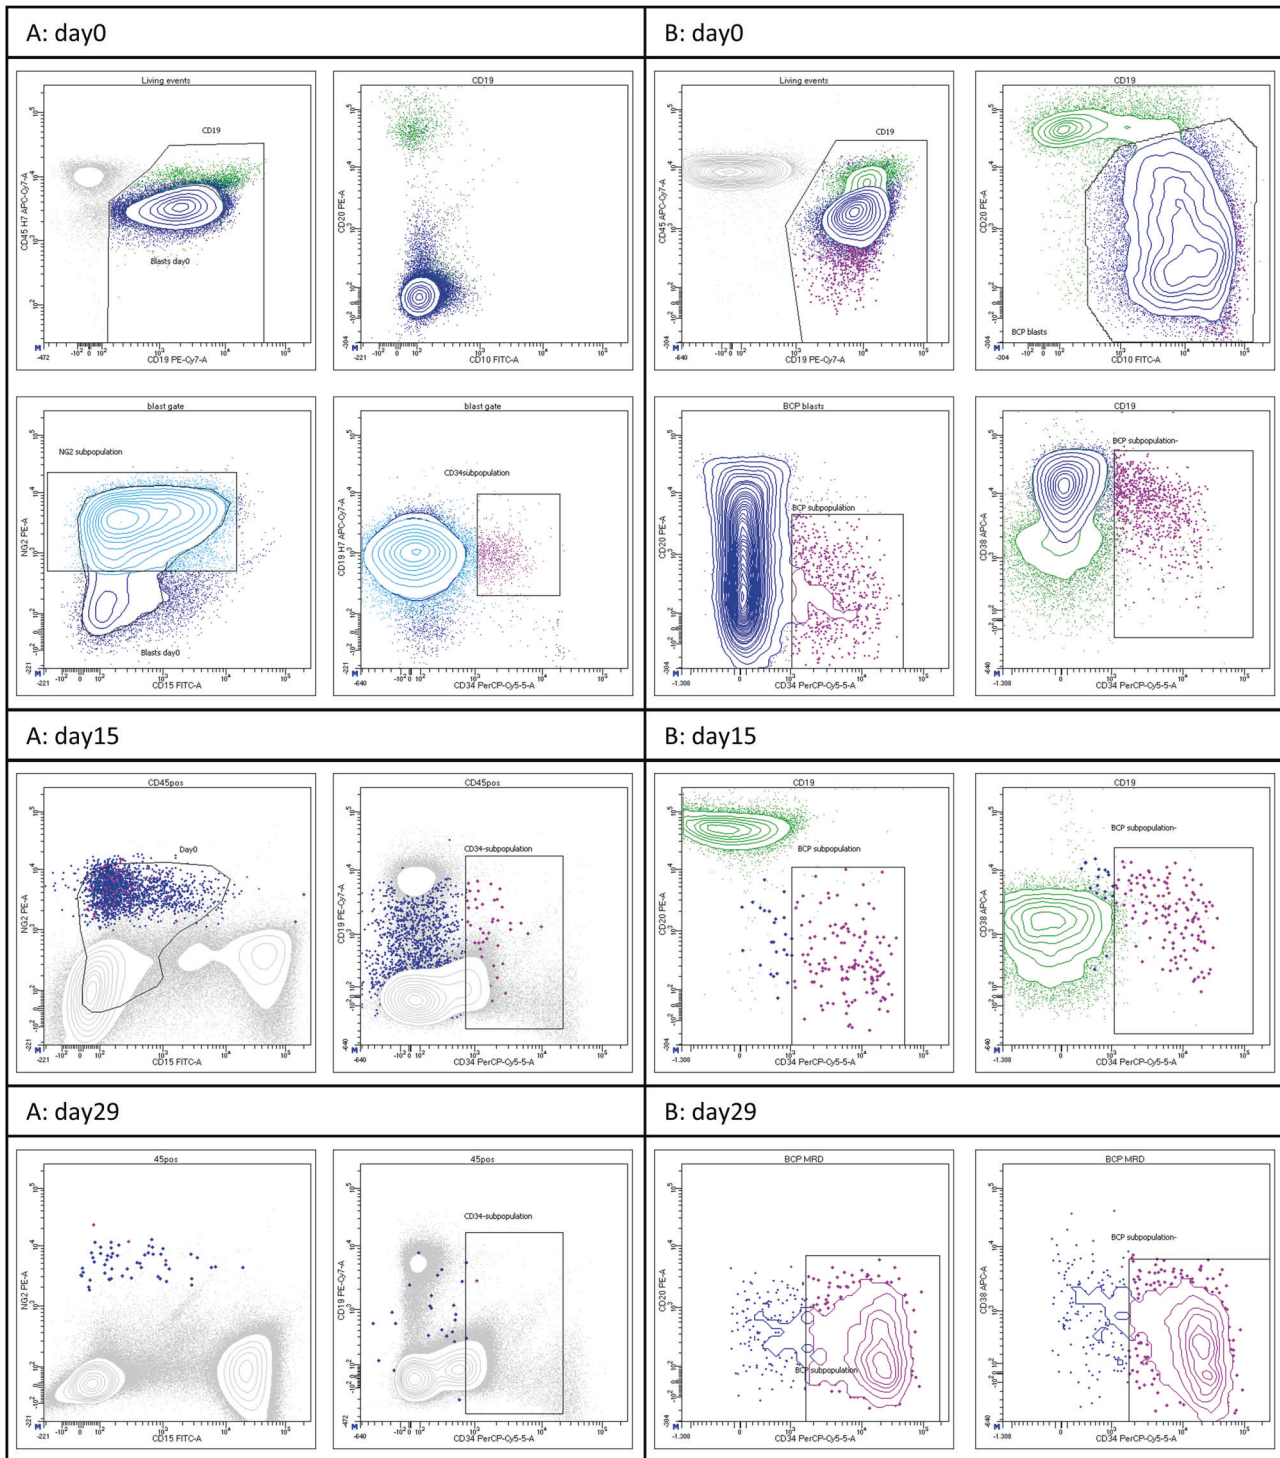 A: day0
B: day0
Living events
CD19
CD45 H7 APC-Cy7-A
Blasts day0
CD19 PE-Cy7-A
CD19
CD20 PE-A
CD10 FITC-A
Living events
CD19
CD45 APC-Cy7-A
CD19 PE-Cy7-A
CD19
CD20 PE-A
BCP blasts
CD10 FITC-A
blast gate
NG2 subpopulation
NG2 PE-A
Blasts day0
CD15 FITC-A
blast gate
CD34subpopulation
CD19 H7 APC-Cy7-A
CD34 PerCP-Cy5-5-A
BCP blasts
BCP subpopulation
CD20 PE-A
CD34 PerCP-Cy5-5-A
CD19
BCP subpopulation-
CD38 APC-A
CD34 PerCP-Cy5-5-A
A: day15
B: day15
CD45pos
Day0
NG2 PE-A
CD15 FITC-A
CD45pos
CD34-subpopulation
CD19 PE-Cy7-A
CD34 PerCP-Cy5-5-A
CD19
BCP subpopulation
CD20 PE-A
CD34 PerCP-Cy5-5-A
CD19
BCP subpopulation-
CD38 APC-A
CD34 PerCP-Cy5-5-A
A: day29
B: day29
45pos
NG2 PE-A
CD15 FITC-A
45pos
CD34-subpopulation
CD19 PE-Cy7-A
CD34 PerCP-Cy5-5-A
BCP MRD
CD20 PE-A
BCP subpopulation
CD34 PerCP-Cy5-5-A
BCP MRD
BCP subpopulation-
CD38 APC-A
CD34 PerCP-Cy5-5-A